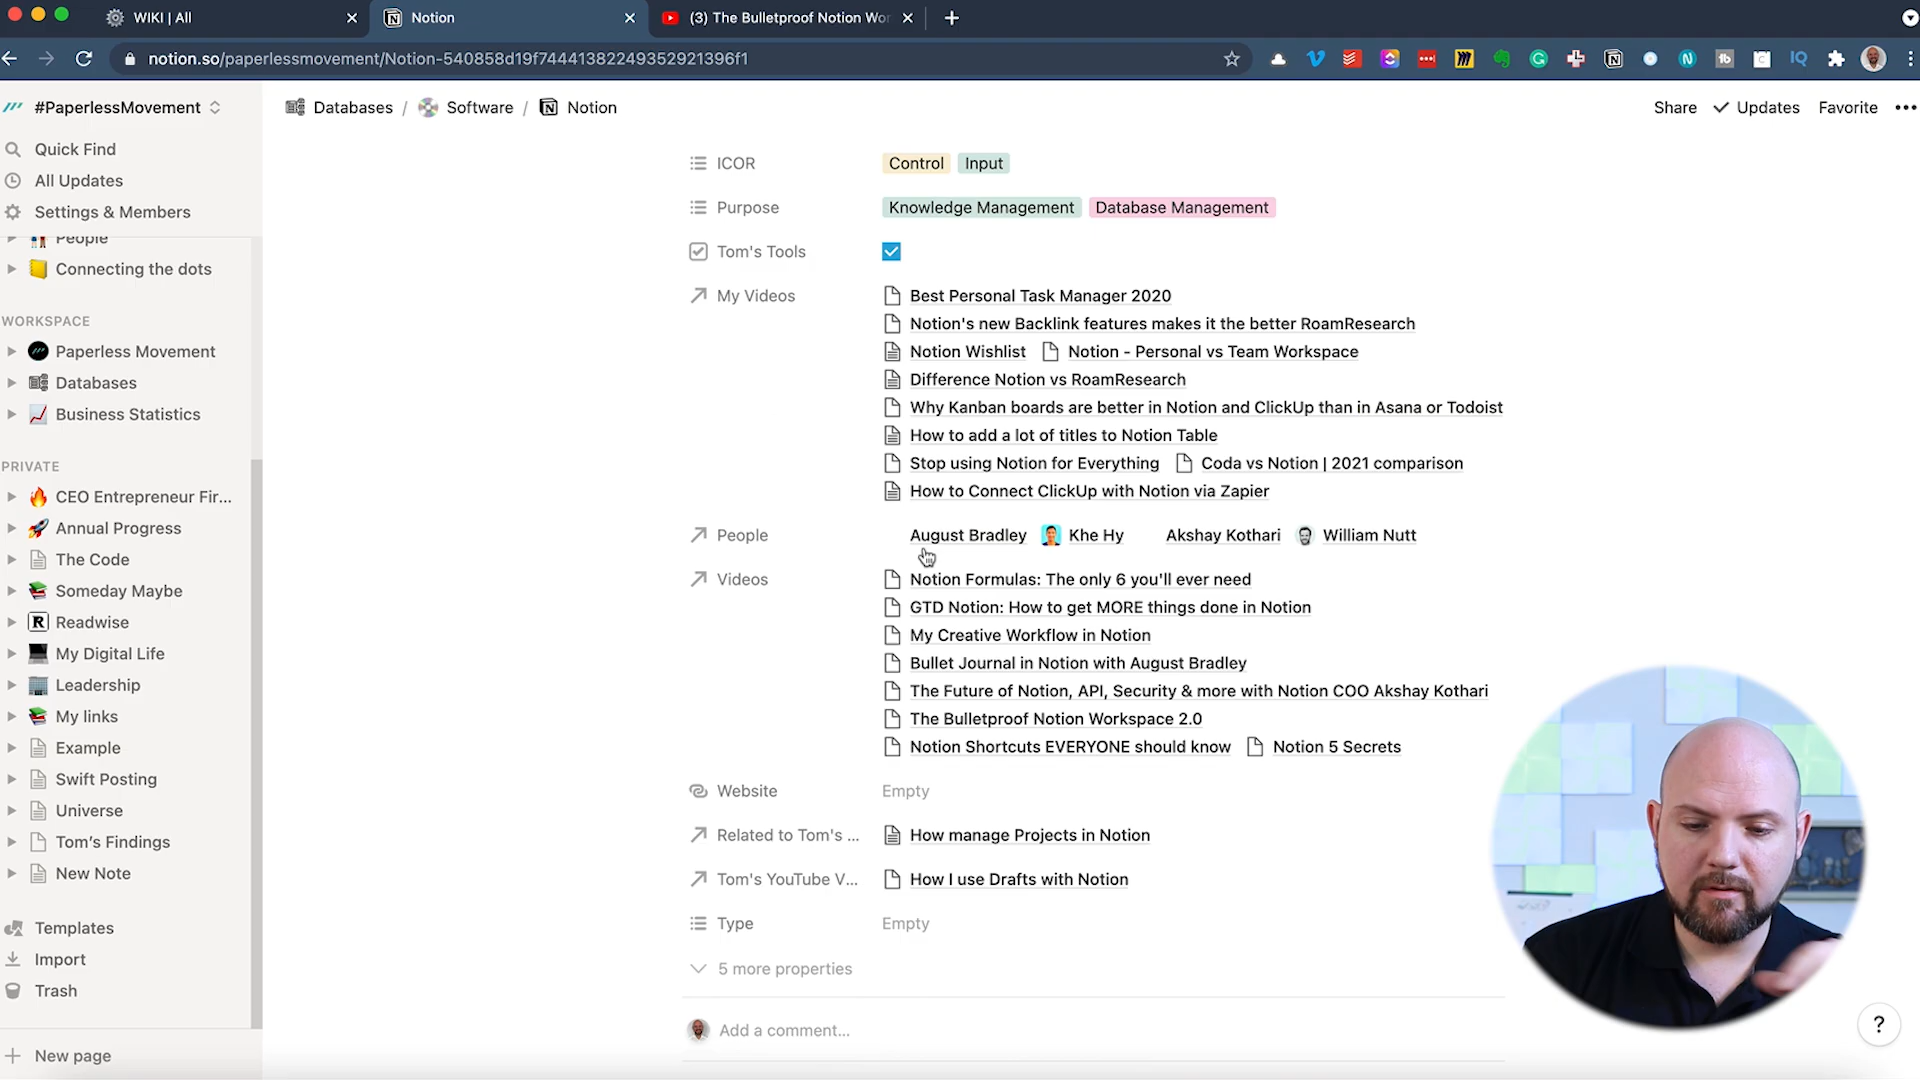 WIKI | All
Notion
(3) The Bulletproof Notion Wor
notion.so/paperlessmovement/Notion-540858d19f744413822493529213​96f1
#PaperlessMovement
Databases / Software / Notion
Share
Updates
Favorite
Quick Find
All Updates
Settings & Members
People
Connecting the dots
WORKSPACE
Paperless Movement
Databases
Business Statistics
PRIVATE
CEO Entrepreneur Fir...
Annual Progress
The Code
Someday Maybe
Readwise
My Digital Life
Leadership
My links
Example
Swift Posting
Universe
Tom's Findings
New Note
Templates
Import
Trash
New page
ICOR
Control Input
Purpose
Knowledge Management Database Management
Tom's Tools
My Videos
Best Personal Task Manager 2020
Notion's new Backlink features makes it the better RoamResearch
Notion Wishlist Notion - Personal vs Team Workspace
Difference Notion vs RoamResearch
Why Kanban boards are better in Notion and ClickUp than in Asana or Todoist
How to add a lot of titles to Notion Table
Stop using Notion for Everything Coda vs Notion | 2021 comparison
How to Connect ClickUp with Notion via Zapier
People
August Bradley Khe Hy Akshay Kothari William Nutt
Videos
Notion Formulas: The only 6 you'll ever need
GTD Notion: How to get MORE things done in Notion
My Creative Workflow in Notion
Bullet Journal in Notion with August Bradley
The Future of Notion, API, Security & more with Notion COO Akshay Kothari
The Bulletproof Notion Workspace 2.0
Notion Shortcuts EVERYONE should know Notion 5 Secrets
Website
Empty
Related to Tom's ...
How manage Projects in Notion
Tom's YouTube V...
How I use Drafts with Notion
Type
Empty
5 more properties
Add a comment...
?